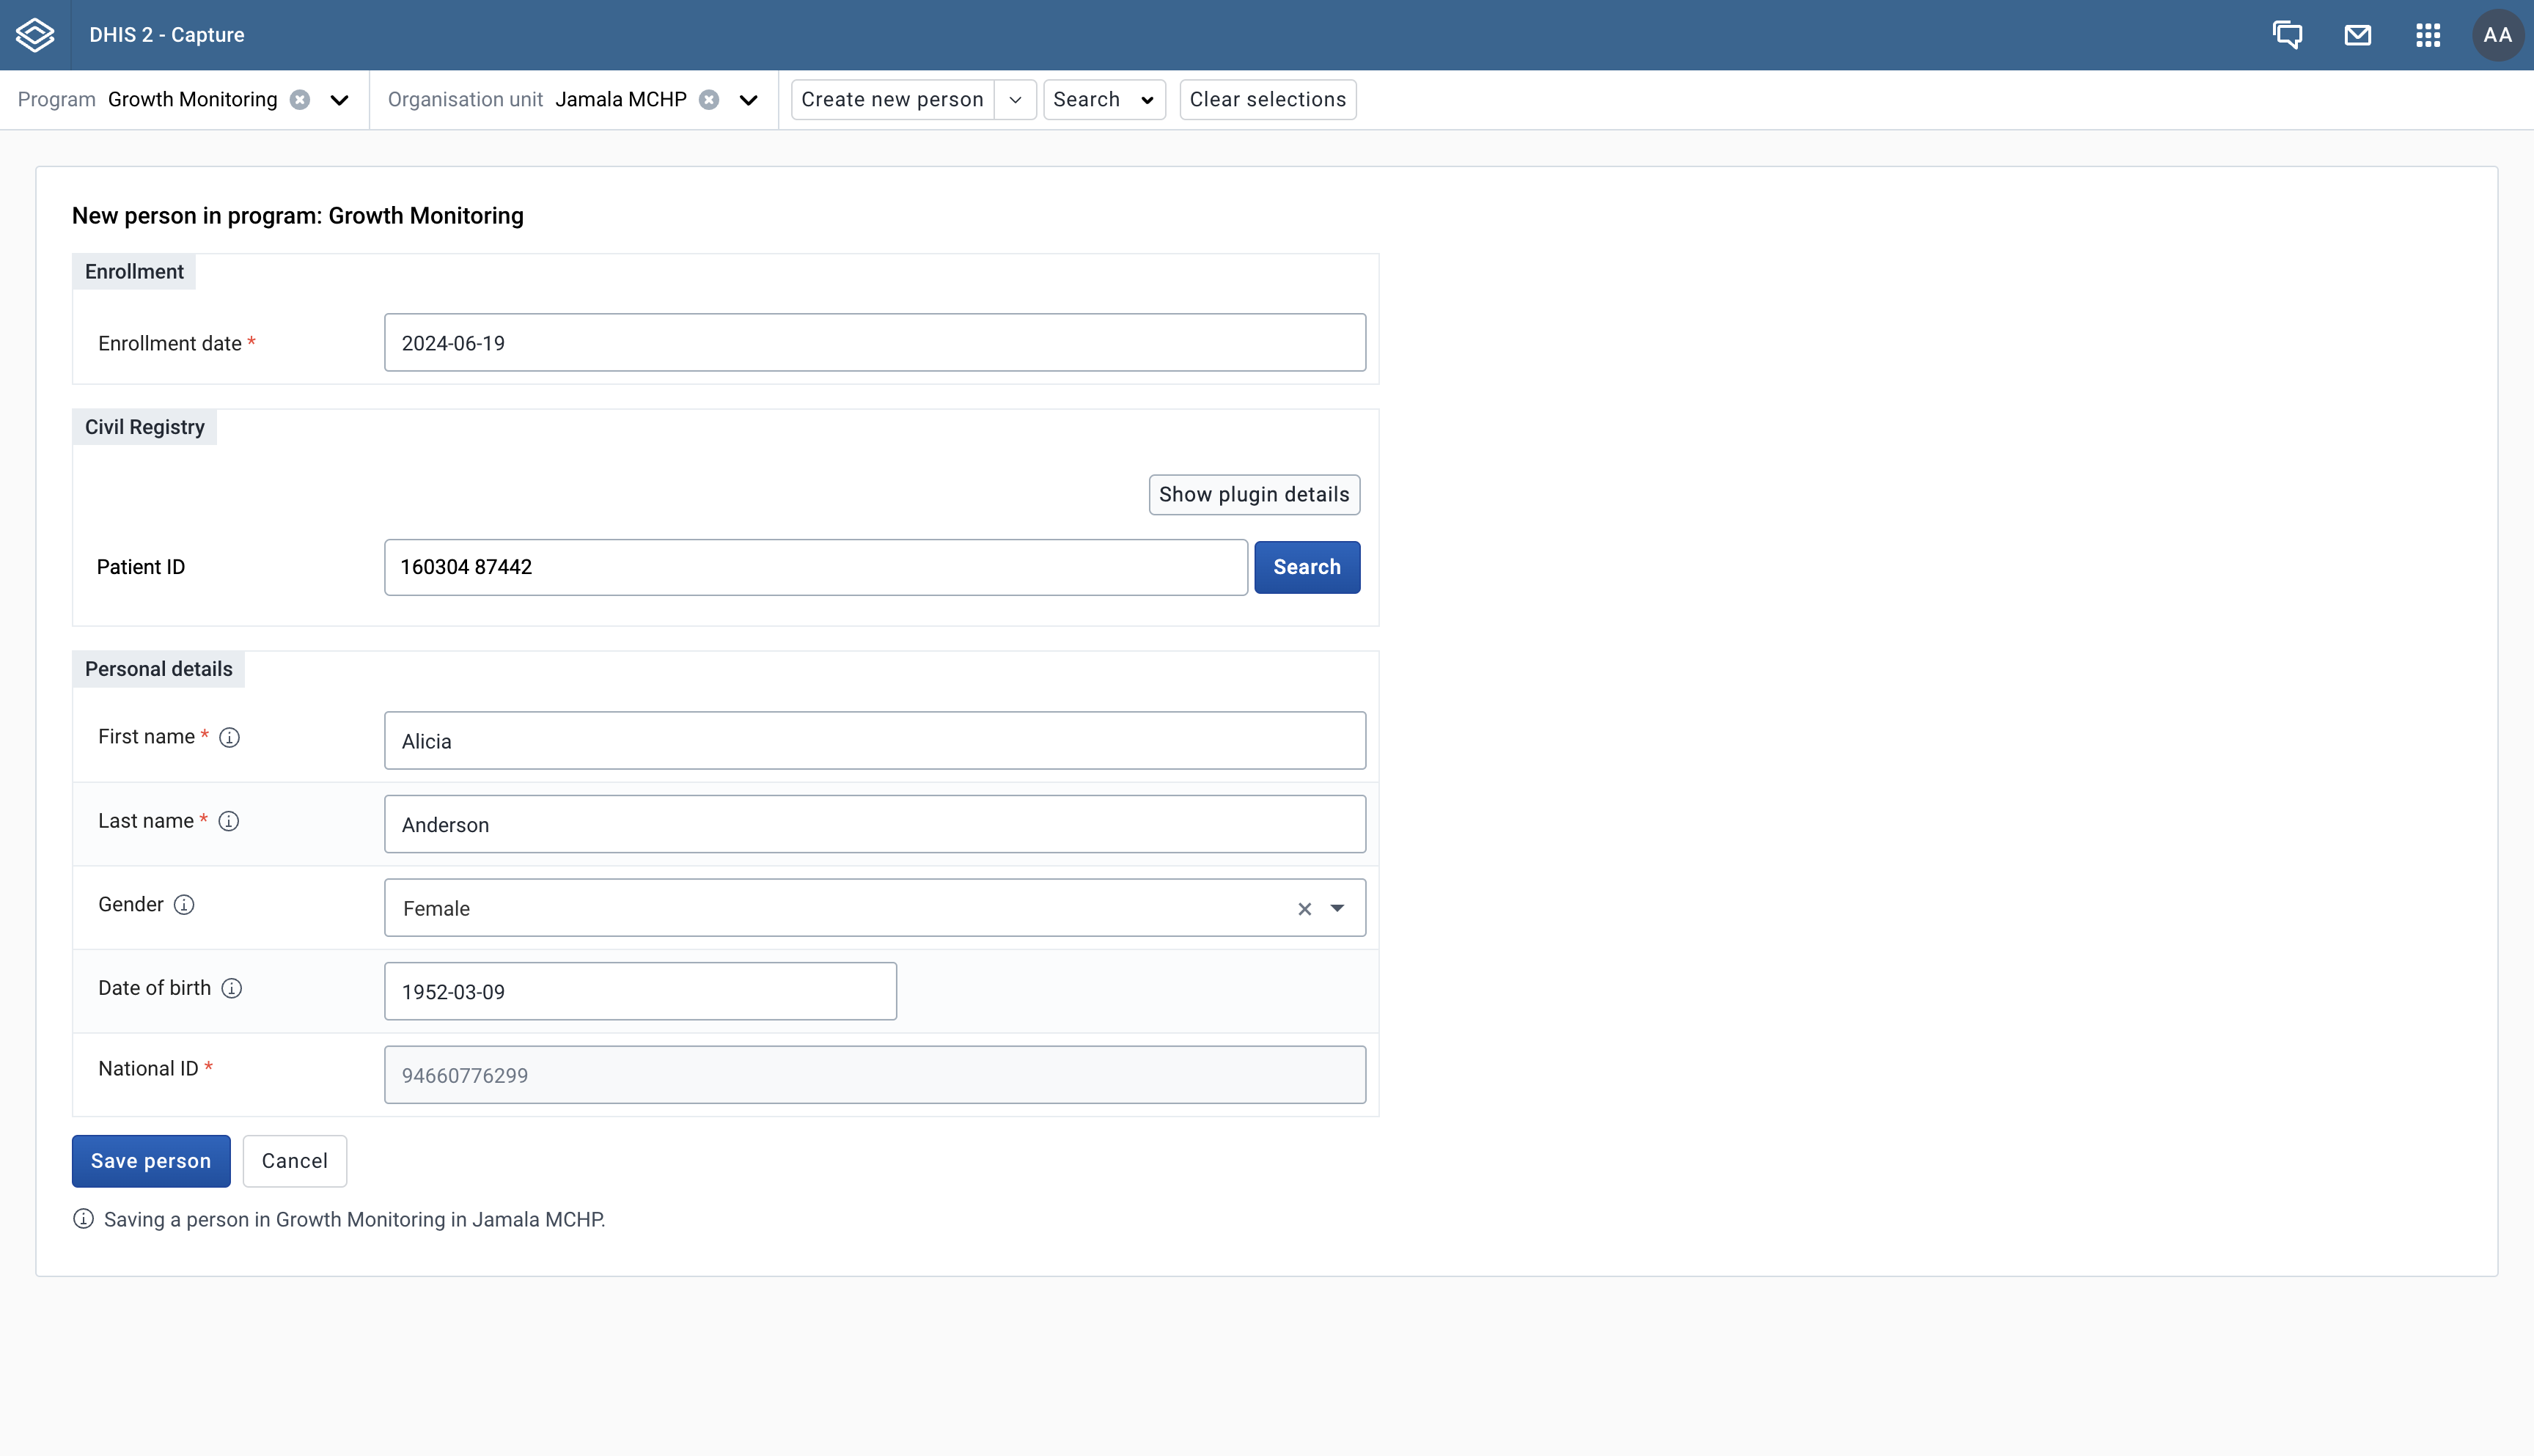 DHIS 2 - Capture
AA
Program Growth Monitoring
Organisation unit Jamala MCHP
Create new person
Search
Clear selections
New person in program: Growth Monitoring
Enrollment
Enrollment date *
2024-06-19
Civil Registry
Show plugin details
Patient ID
160304 87442
Search
Personal details
First name *
Alicia
Last name *
Anderson
Gender
Female
Date of birth
1952-03-09
National ID *
94660776299
Save person
Cancel
Saving a person in Growth Monitoring in Jamala MCHP.